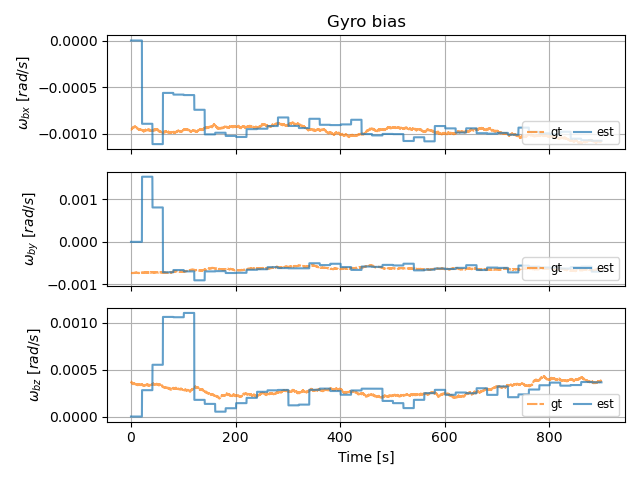 Gyro bias
0.0000
−0.0005
−0.0010
ω_bx [rad/s]
gt est
0.001
0.000
−0.001
ω_by [rad/s]
gt est
0.0010
0.0005
0.0000
ω_bz [rad/s]
gt est
0 200 400 600 800
Time [s]